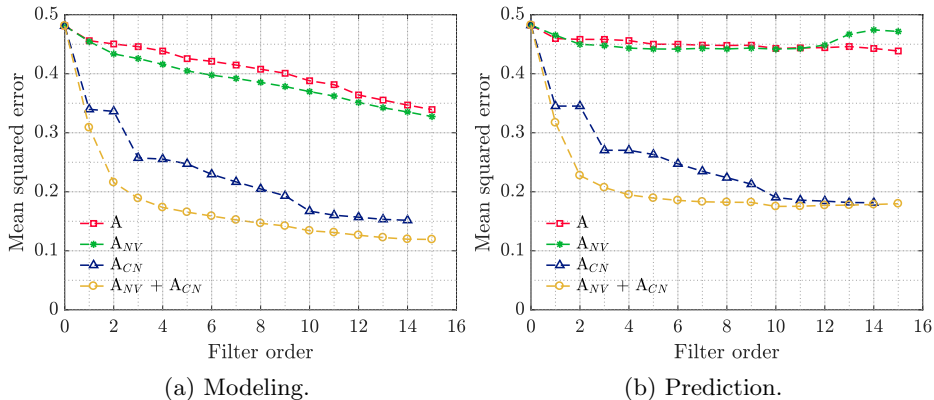 Mean squared error
0.5
0.4
0.3
0.2
0.1
0
A
A_NV
A_CN
A_NV + A_CN
0 2 4 6 8 10 12 14 16
Filter order
(a) Modeling.
Mean squared error
0.5
0.4
0.3
0.2
0.1
0
A
A_NV
A_CN
A_NV + A_CN
0 2 4 6 8 10 12 14 16
Filter order
(b) Prediction.